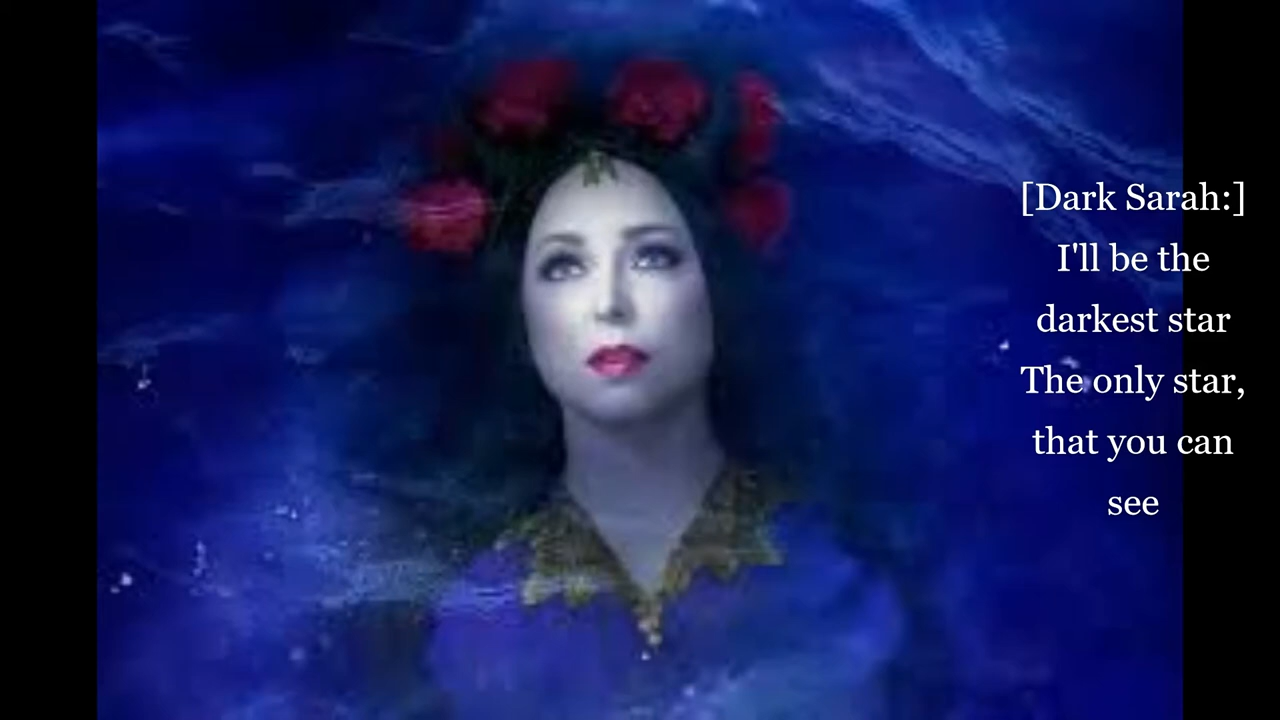 [Dark Sarah:]
I'll be the
darkest star
The only star,
that you can
see